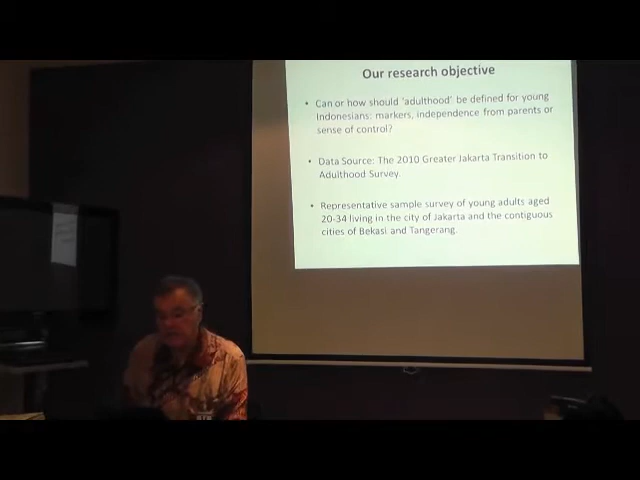 Our research objective
• Can or how should 'adulthood' be defined for young
Indonesians: markers, independence from parents or
sense of control?
• Data Source: The 2010 Greater Jakarta Transition to
Adulthood Survey
• Representative sample survey of young adults aged
20-34 living in the city of Jakarta and the contiguous
cities of Bekasi and Tangerang.